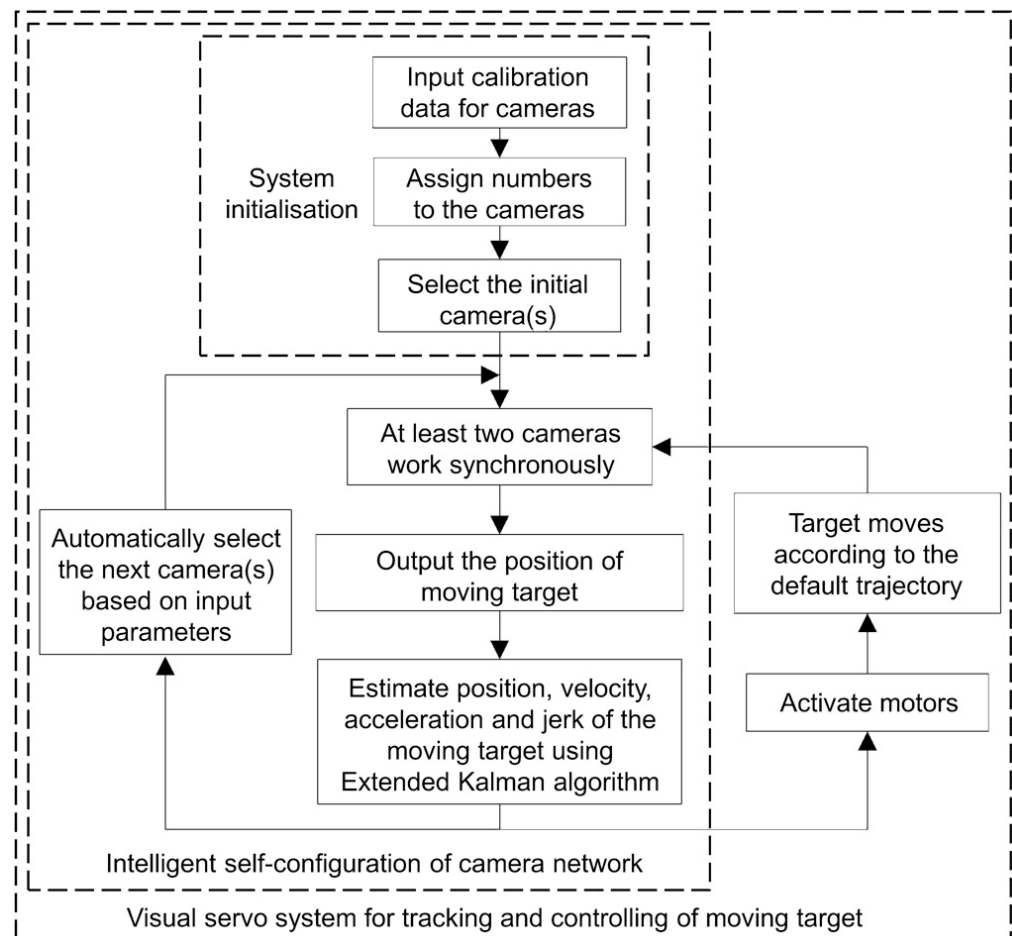 Input calibration
data for cameras
System
initialisation
Assign numbers
to the cameras
Select the initial
camera(s)
At least two cameras
work synchronously
Automatically select
the next camera(s)
based on input
parameters
Output the position of
moving target
Target moves
according to the
default trajectory
Estimate position, velocity,
acceleration and jerk of the
moving target using
Extended Kalman algorithm
Activate motors
Intelligent self-configuration of camera network
Visual servo system for tracking and controlling of moving target